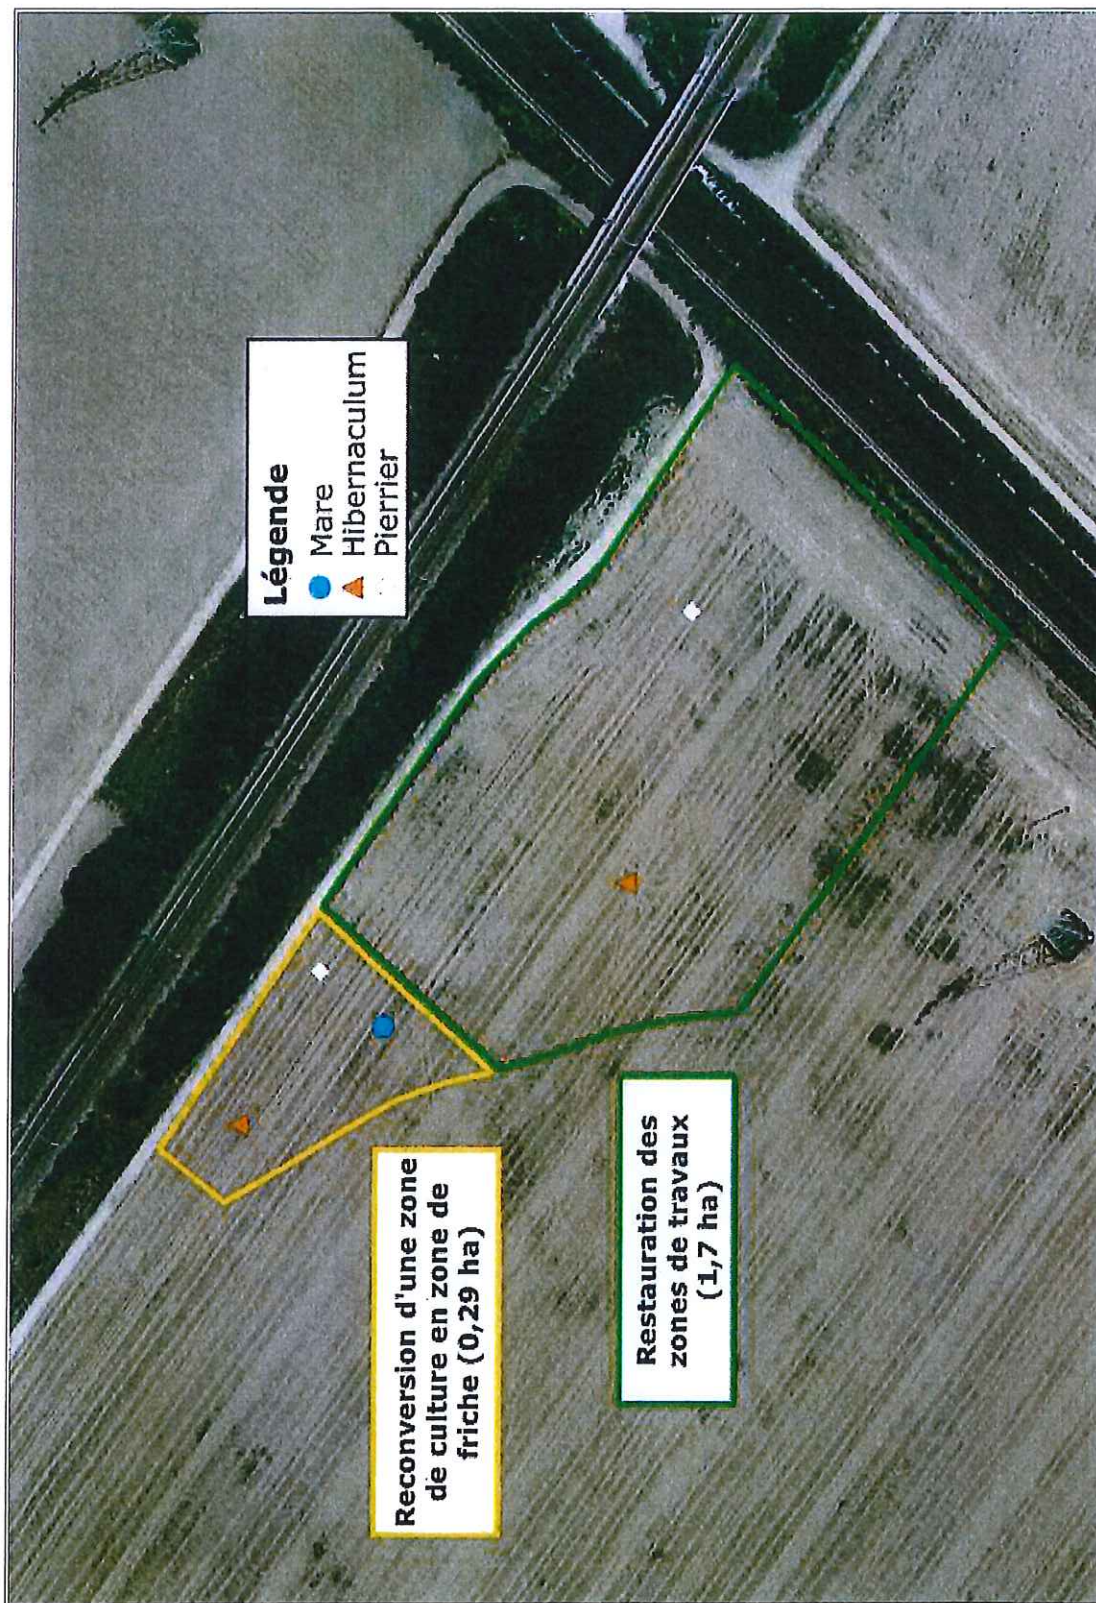 Légende
Mare
Hibernaculum
Pierrier
Reconversion d'une zone
de culture en zone de
friche (0,29 ha)
Restauration des
zones de travaux
(1,7 ha)